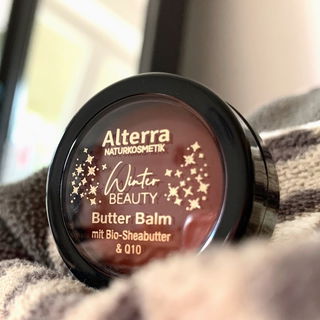 Alterra
NATURKOSMETIK
Winter
BEAUTY
Butter Balm
mit Bio-Sheabutter
& Q10